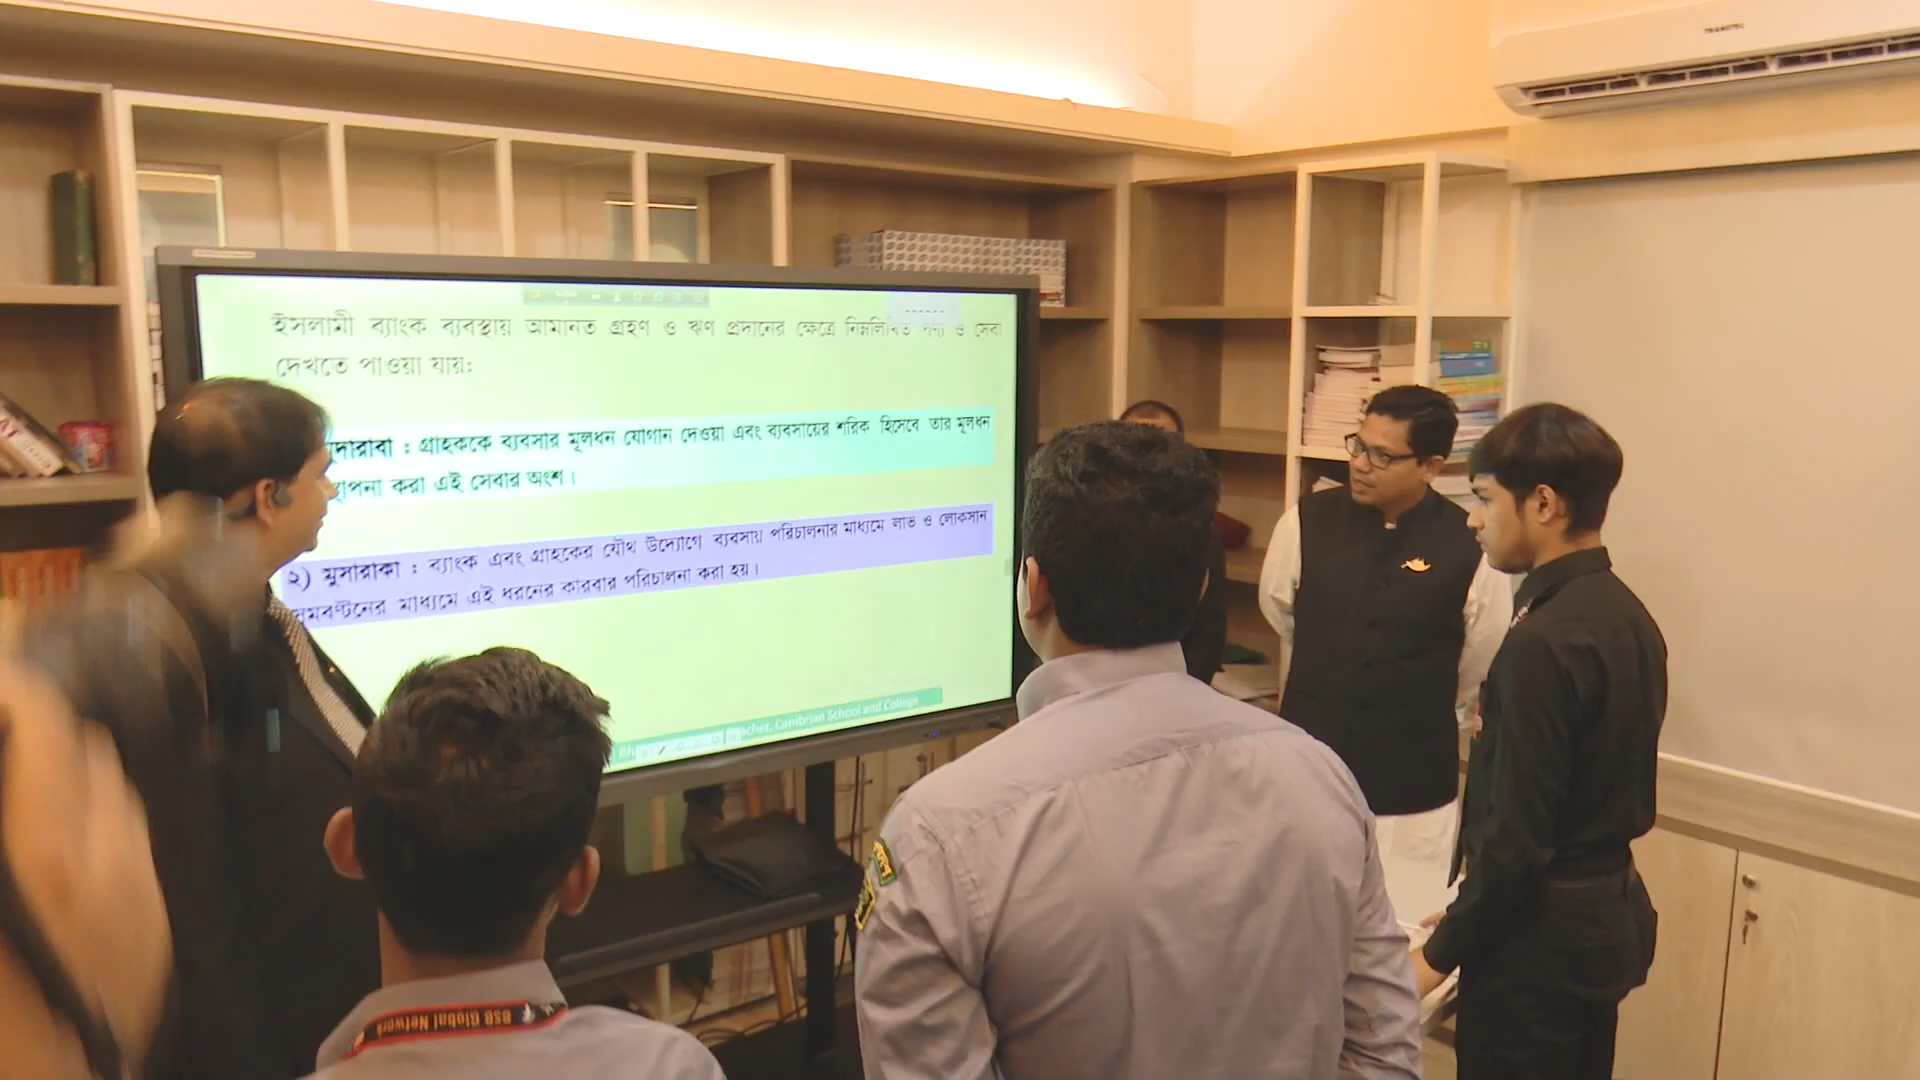 ইসলামী ব্যাংক ব্যবস্থায় আমানত গ্রহণ ও ঋণ প্রদানের ক্ষেত্রে নিম্নলিখিত পণ্য ও সেবা
দেখতে পাওয়া যায়:
দারাবা : গ্রাহককে ব্যবসার মূলধন যোগান দেওয়া এবং ব্যবসায়ের শরিক হিসেবে তার মূলধন
স্থাপনা করা এই সেবার অংশ।
২) মুসারাকা : ব্যাংক এবং গ্রাহকের যৌথ উদ্যোগে ব্যবসায় পরিচালনার মাধ্যমে লাভ ও লোকসান
সমবণ্টনের মাধ্যমে এই ধরনের কারবার পরিচালনা করা হয়।
acher, Cambrian School and College
BSB Global Network